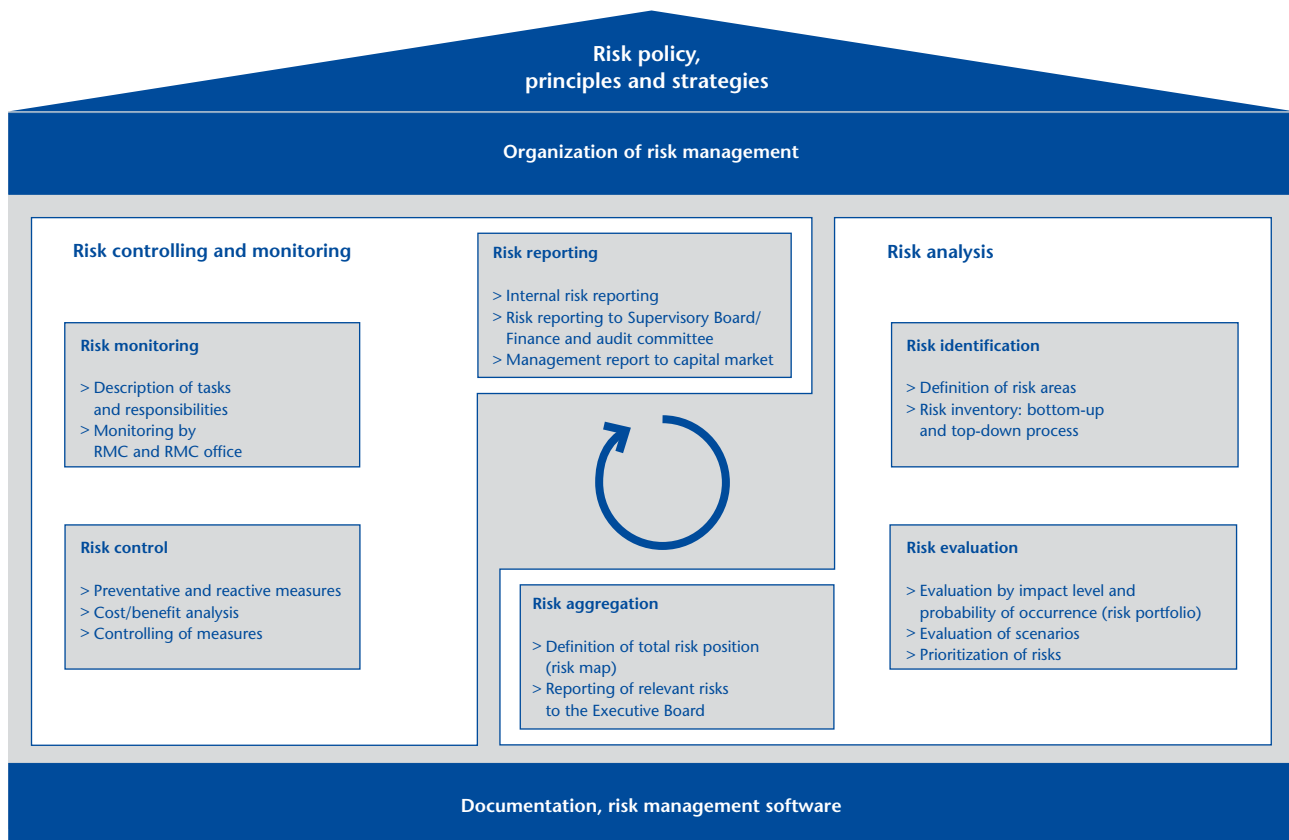 Risk policy,
principles and strategies
Organization of risk management
Risk controlling and monitoring
Risk reporting
> Internal risk reporting
> Risk reporting to Supervisory Board/
Finance and audit committee
> Management report to capital market
Risk monitoring
> Description of tasks
and responsibilities
> Monitoring by
RMC and RMC office
Risk control
> Preventative and reactive measures
> Cost/benefit analysis
> Controlling of measures
Risk analysis
Risk identification
> Definition of risk areas
> Risk inventory: bottom-up
and top-down process
Risk evaluation
> Evaluation by impact level and
probability of occurrence (risk portfolio)
> Evaluation of scenarios
> Prioritization of risks
Risk aggregation
> Definition of total risk position
(risk map)
> Reporting of relevant risks
to the Executive Board
Documentation, risk management software